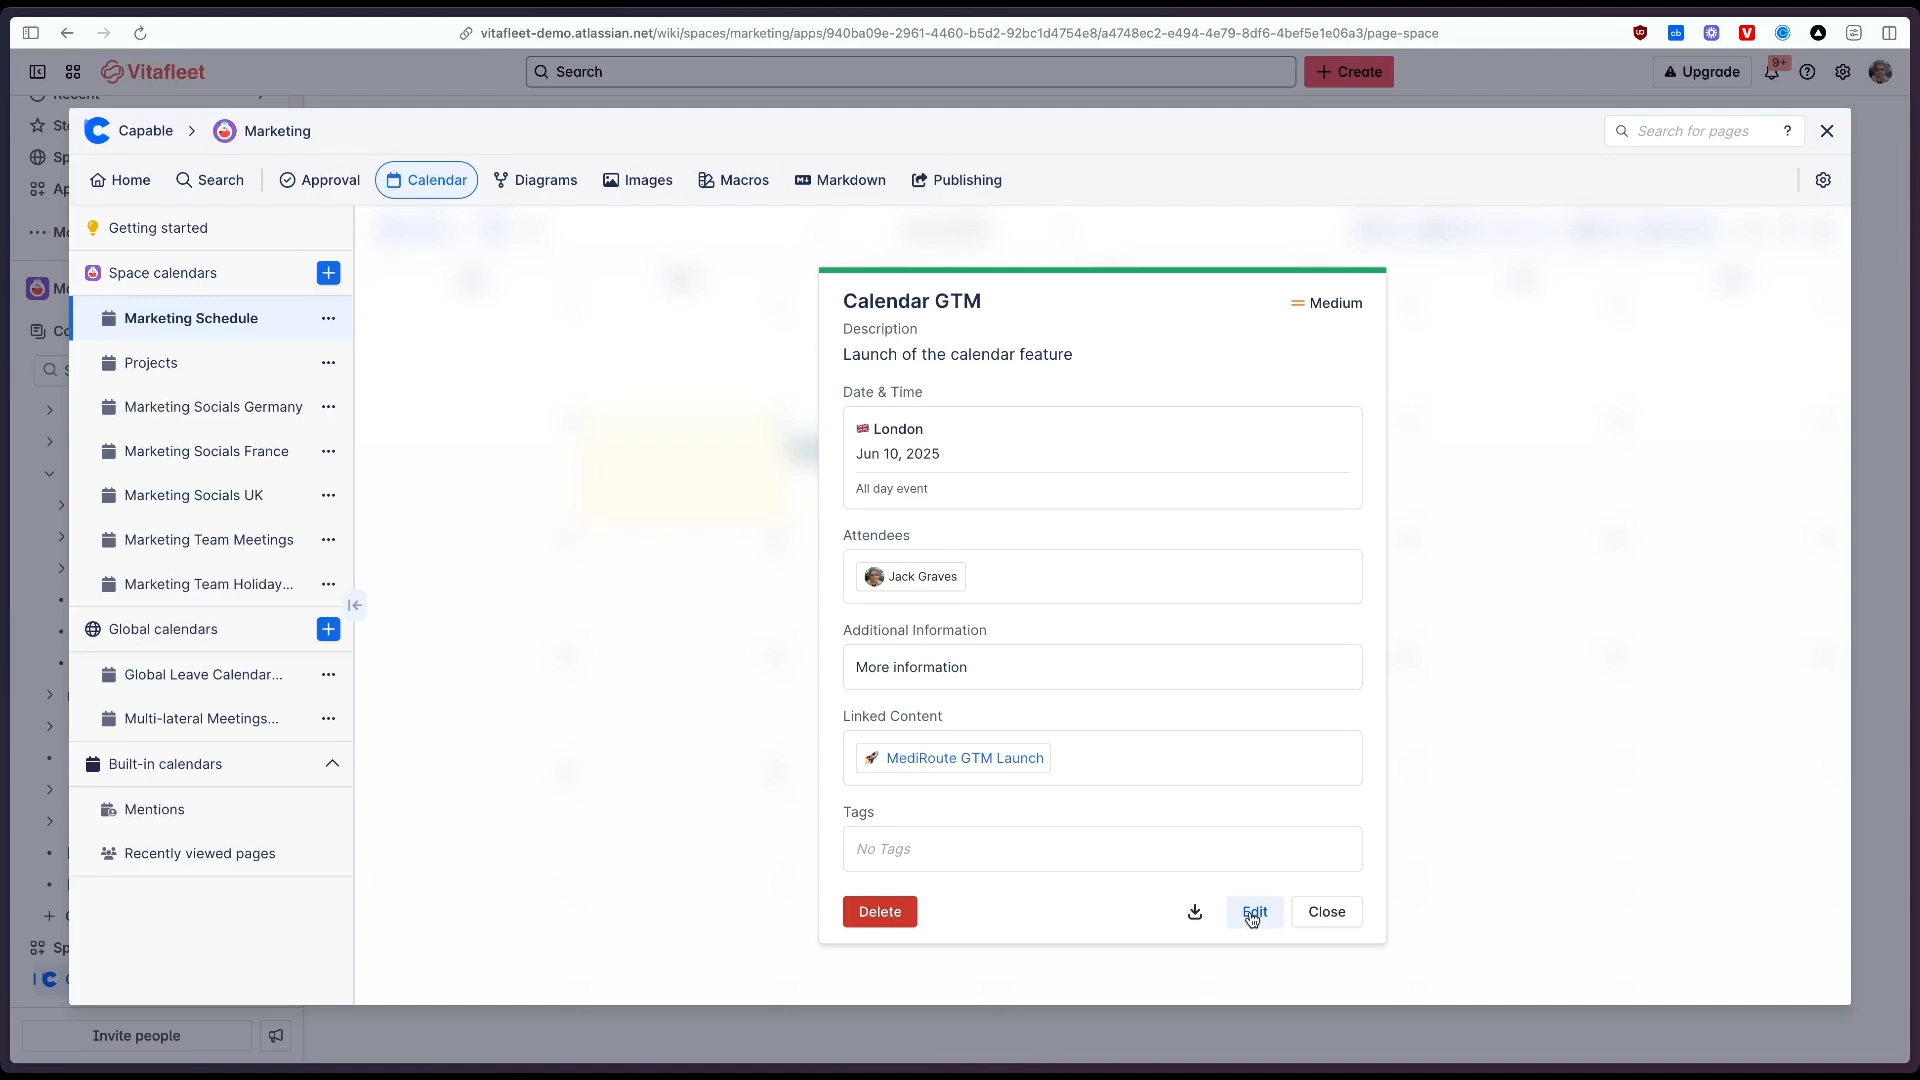 vitafleet-demo.atlassian.net/wiki/spaces/marketing/apps/940ba09e-2961-4460-b5d2-92bc1d4754e8/a4748ec2-e494-4e79-8df6-4bef5e1e06a3/page-space
Vitafleet
Search
Create
Upgrade
9+
Capable
Marketing
Search for pages
?
Home
Search
Approval
Calendar
Diagrams
Images
Macros
Markdown
Publishing
Getting started
Space calendars
Marketing Schedule
Projects
Marketing Socials Germany
Marketing Socials France
Marketing Socials UK
Marketing Team Meetings
Marketing Team Holiday...
Global calendars
Global Leave Calendar...
Multi-lateral Meetings...
Built-in calendars
Mentions
Recently viewed pages
Invite people
Calendar GTM
Medium
Description
Launch of the calendar feature
Date & Time
London
Jun 10, 2025
All day event
Attendees
Jack Graves
Additional Information
More information
Linked Content
MediRoute GTM Launch
Tags
No Tags
Delete
Edit
Close